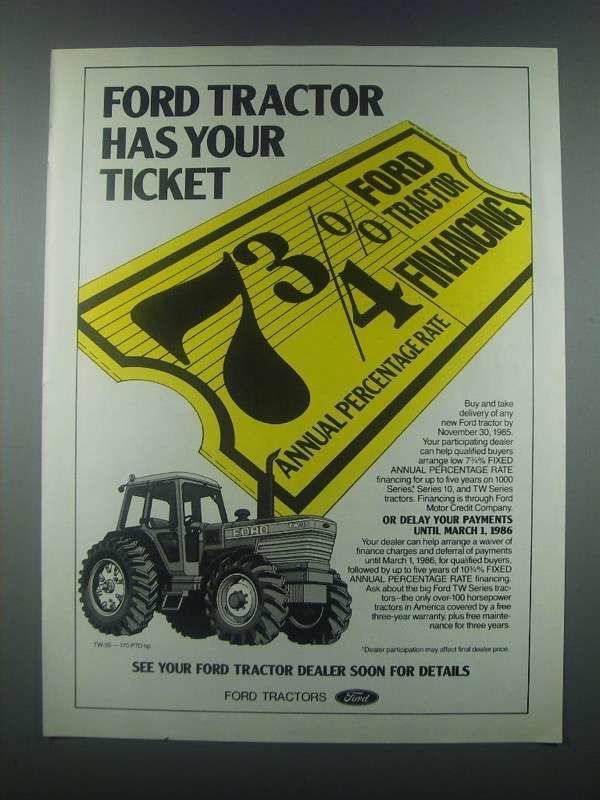 FORD TRACTOR
HAS YOUR
TICKET
7 3/4 %
FORD
TRACTOR
FINANCING
ANNUAL PERCENTAGE RATE
Buy and take
delivery of any
new Ford tractor by
November 30, 1985.
Your participating dealer
can help qualified buyers
arrange low 7¾% FIXED
ANNUAL PERCENTAGE RATE
financing for up to five years on 1000
Series,* Series 10, and TW Series
tractors. Financing is through Ford
Motor Credit Company.
OR DELAY YOUR PAYMENTS
UNTIL MARCH 1, 1986
Your dealer can help arrange a waiver of
finance charges and deferral of payments
until March 1, 1986, for qualified buyers,
followed by up to five years of 10¾% FIXED
ANNUAL PERCENTAGE RATE financing.
Ask about the big Ford TW Series trac-
tors—the only over-100 horsepower
tractors in America covered by a free
three-year warranty, plus free mainte-
nance for three years.
*Dealer participation may affect final dealer price.
FORD
— 170 PTO hp
SEE YOUR FORD TRACTOR DEALER SOON FOR DETAILS
FORD TRACTORS Ford